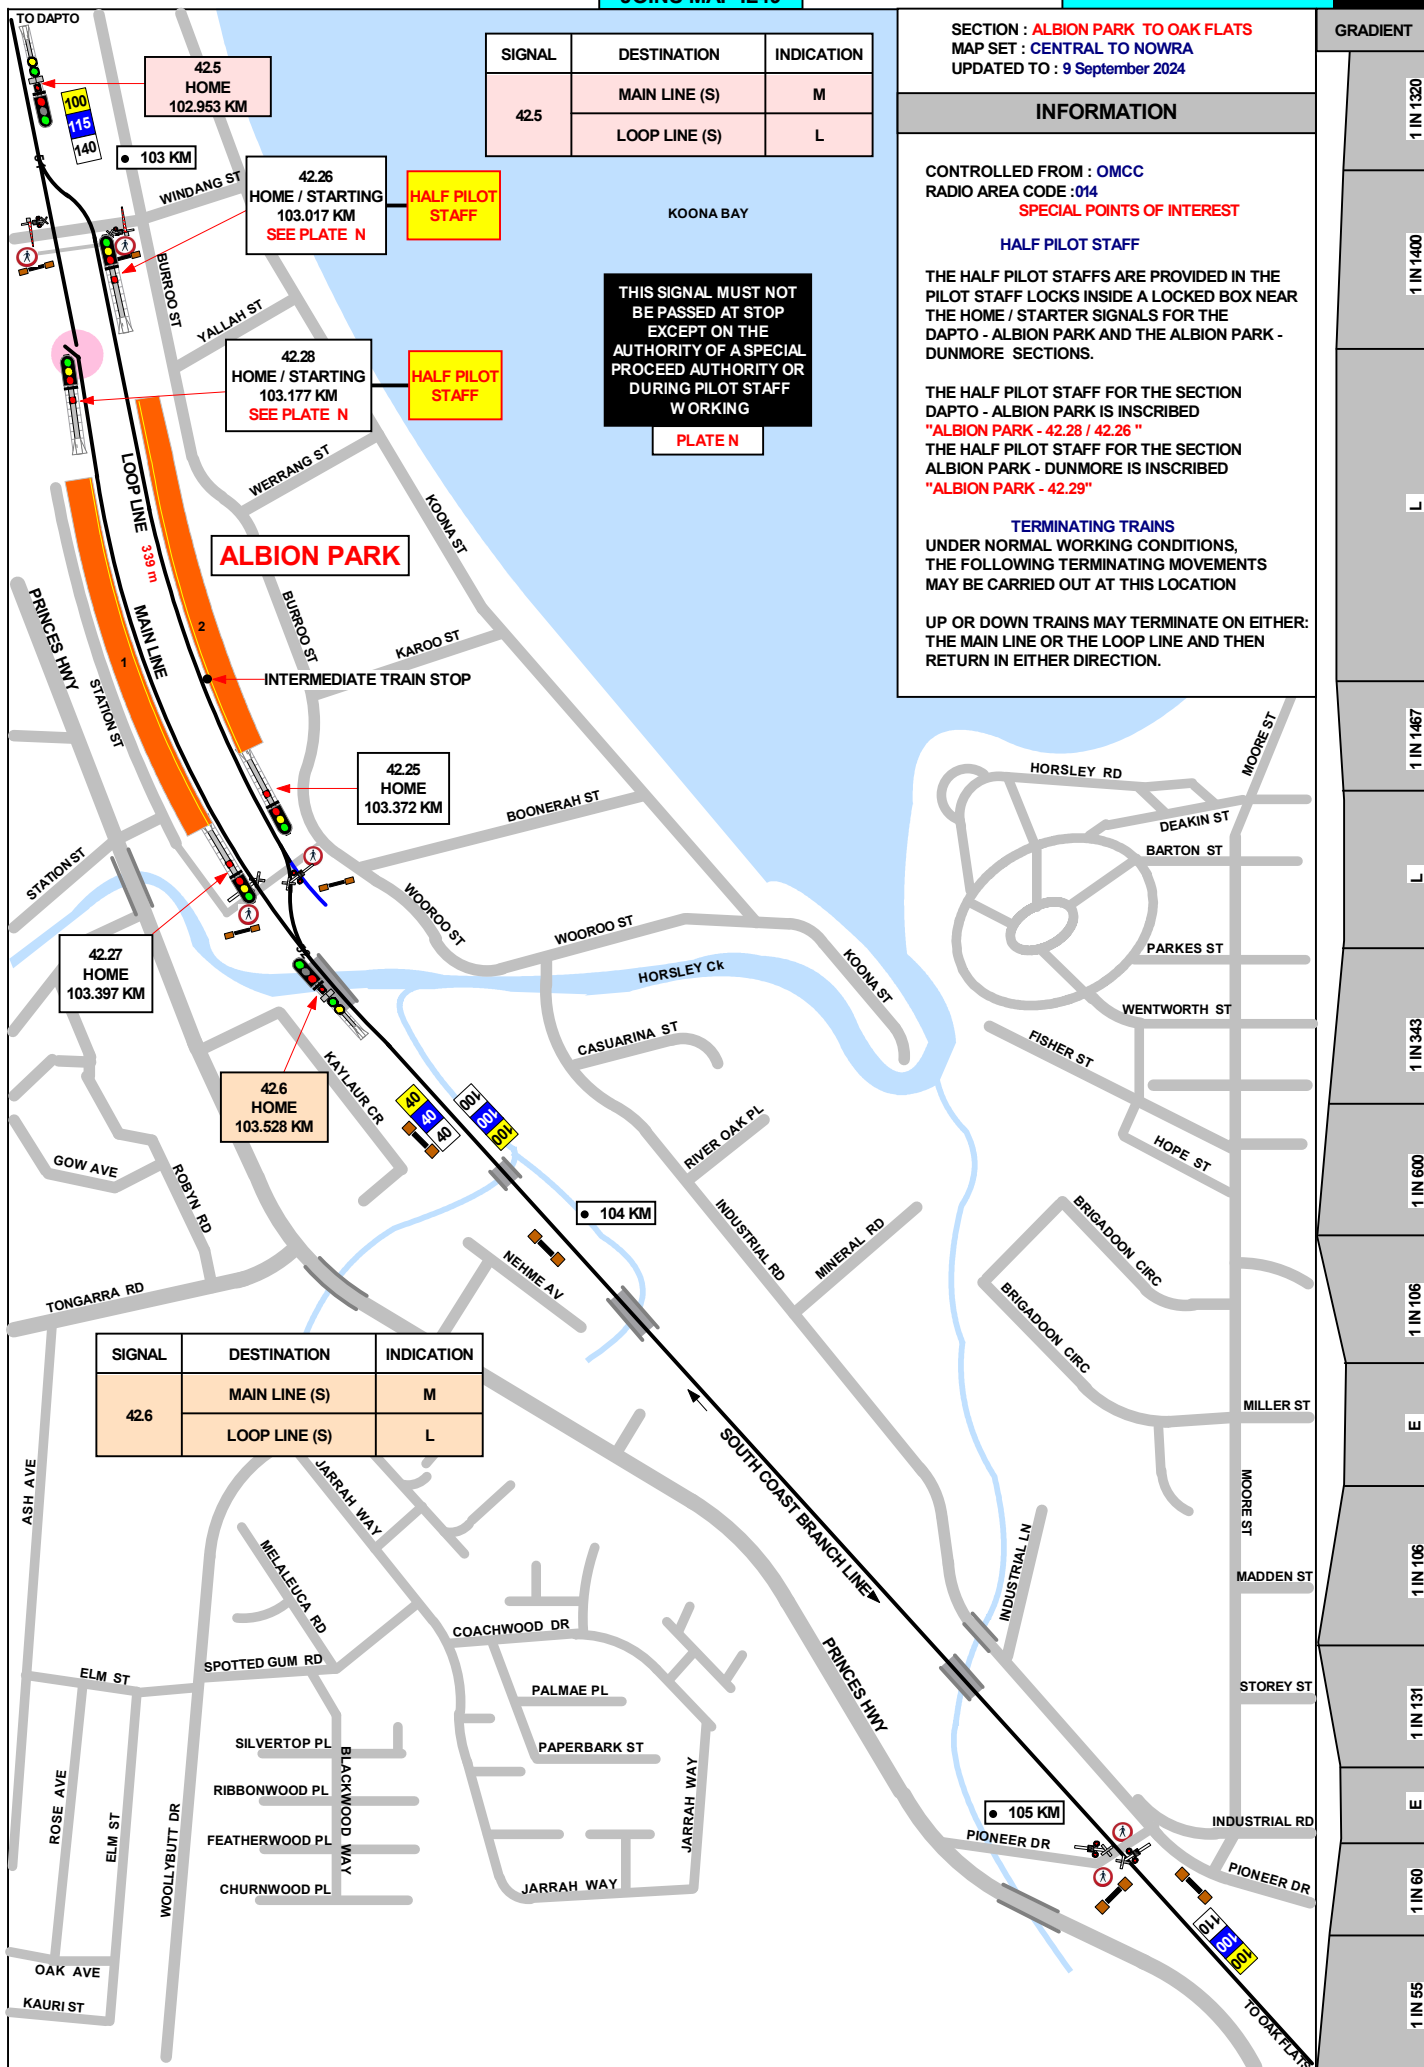 TO DAPTO
42.5
HOME
102.953 KM
100
115
140
103 KM
WINDANG ST
42.26
HOME / STARTING
103.017 KM
SEE PLATE N
HALF PILOT
STAFF
SIGNAL DESTINATION INDICATION
42.5
MAIN LINE (S) M
LOOP LINE (S) L
KOONA BAY
BURROO ST
YALLAH ST
42.28
HOME / STARTING
103.177 KM
SEE PLATE N
HALF PILOT
STAFF
THIS SIGNAL MUST NOT
BE PASSED AT STOP
EXCEPT ON THE
AUTHORITY OF A SPECIAL
PROCEED AUTHORITY OR
DURING PILOT STAFF
WORKING
PLATE N
SECTION : ALBION PARK TO OAK FLATS
MAP SET : CENTRAL TO NOWRA
UPDATED TO : 9 September 2024
INFORMATION
CONTROLLED FROM : OMCC
RADIO AREA CODE :014
SPECIAL POINTS OF INTEREST
HALF PILOT STAFF
THE HALF PILOT STAFFS ARE PROVIDED IN THE
PILOT STAFF LOCKS INSIDE A LOCKED BOX NEAR
THE HOME / STARTER SIGNALS FOR THE
DAPTO - ALBION PARK AND THE ALBION PARK -
DUNMORE SECTIONS.
THE HALF PILOT STAFF FOR THE SECTION
DAPTO - ALBION PARK IS INSCRIBED
"ALBION PARK - 42.28 / 42.26 "
THE HALF PILOT STAFF FOR THE SECTION
ALBION PARK - DUNMORE IS INSCRIBED
"ALBION PARK - 42.29"
TERMINATING TRAINS
UNDER NORMAL WORKING CONDITIONS,
THE FOLLOWING TERMINATING MOVEMENTS
MAY BE CARRIED OUT AT THIS LOCATION
UP OR DOWN TRAINS MAY TERMINATE ON EITHER:
THE MAIN LINE OR THE LOOP LINE AND THEN
RETURN IN EITHER DIRECTION.
GRADIENT
1 IN 1320
1 IN1400
L
1 IN 1467
L
1 IN 343
1 IN 600
1 IN 106
E
1 IN 106
1 IN 131
E
1 IN 60
1 IN 55
WERRANG ST
KOONA ST
LOOP LINE
339 m
ALBION PARK
PRINCES HWY
MAIN LINE
1
2
BURROO ST
KAROO ST
INTERMEDIATE TRAIN STOP
STATION ST
42.25
HOME
103.372 KM
BOONERAH ST
STATION ST
WOOROO ST
WOOROO ST
KOONA ST
42.27
HOME
103.397 KM
HORSLEY Ck
MOORE ST
HORSLEY RD
DEAKIN ST
BARTON ST
PARKES ST
WENTWORTH ST
FISHER ST
HOPE ST
CASUARINA ST
42.6
HOME
103.528 KM
KAYLAUR CR
40
40
40
100
100
100
GOW AVE
ROBYN RD
RIVER OAK PL
104 KM
INDUSTRIAL RD
MINERAL RD
NEHME AV
BRIGADOON CIRC
BRIGADOON CIRC
TONGARRA RD
SIGNAL DESTINATION INDICATION
42.6
MAIN LINE (S) M
LOOP LINE (S) L
MILLER ST
SOUTH COAST BRANCH LINE
ASH AVE
JARRAH WAY
MOORE ST
INDUSTRIAL LN
MADDEN ST
MELALEUCA RD
COACHWOOD DR
PRINCES HWY
SPOTTED GUM RD
ELM ST
PALMAE PL
STOREY ST
SILVERTOP PL
PAPERBARK ST
BLACKWOOD WAY
RIBBONWOOD PL
ROSE AVE
ELM ST
WOOLLYBUTT DR
JARRAH WAY
FEATHERWOOD PL
105 KM
PIONEER DR
INDUSTRIAL RD
CHURNWOOD PL
JARRAH WAY
PIONEER DR
110
100
100
OAK AVE
KAURI ST
TO OAK FLATS